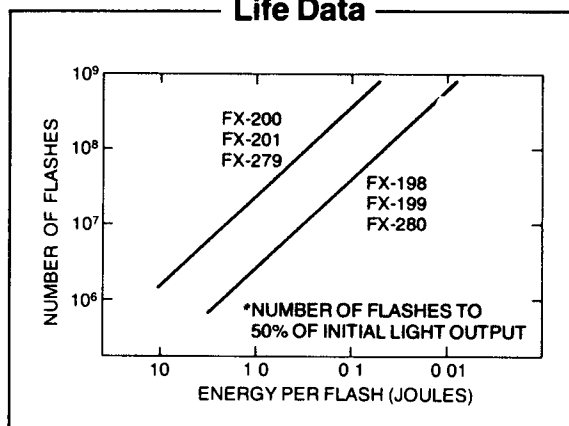 Life Data
10⁹
10⁸
10⁷
10⁶
NUMBER OF FLASHES
FX-200
FX-201
FX-279
FX-198
FX-199
FX-280
*NUMBER OF FLASHES TO
50% OF INITIAL LIGHT OUTPUT
10
1 0
0 1
0 01
ENERGY PER FLASH (JOULES)